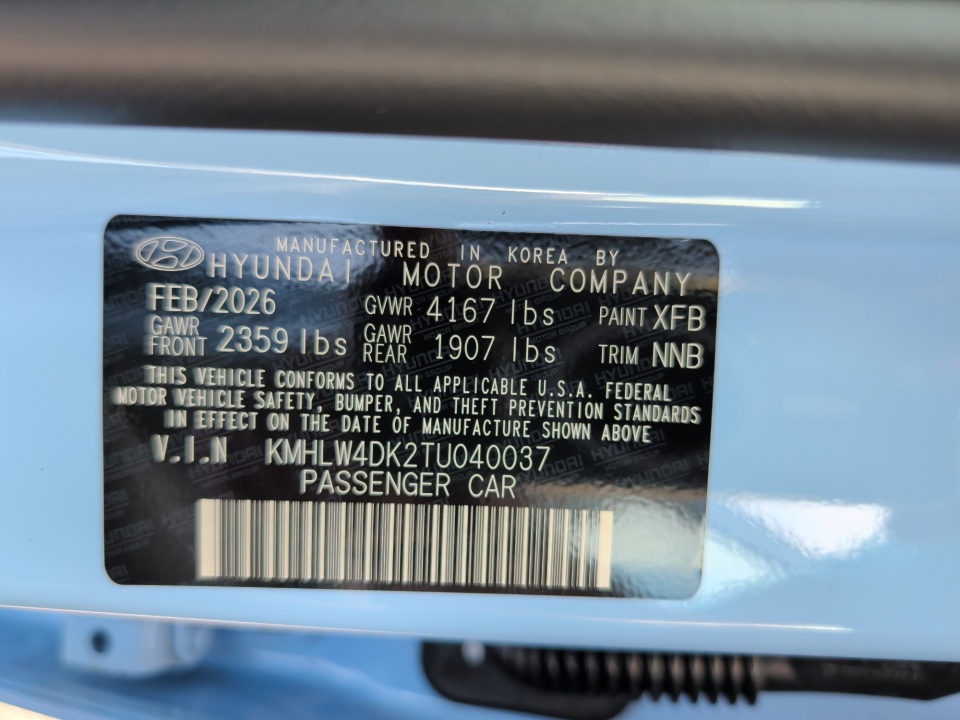 MANUFACTURED IN KOREA BY
HYUNDAI MOTOR COMPANY
FEB/2026 GVWR 4167 lbs PAINT XFB
GAWR FRONT 2359 lbs GAWR REAR 1907 lbs TRIM NNB
THIS VEHICLE CONFORMS TO ALL APPLICABLE U.S.A. FEDERAL
MOTOR VEHICLE SAFETY, BUMPER, AND THEFT PREVENTION STANDARDS
IN EFFECT ON THE DATE OF MANUFACTURE SHOWN ABOVE
V.I.N KMHLW4DK2TU040037
PASSENGER CAR